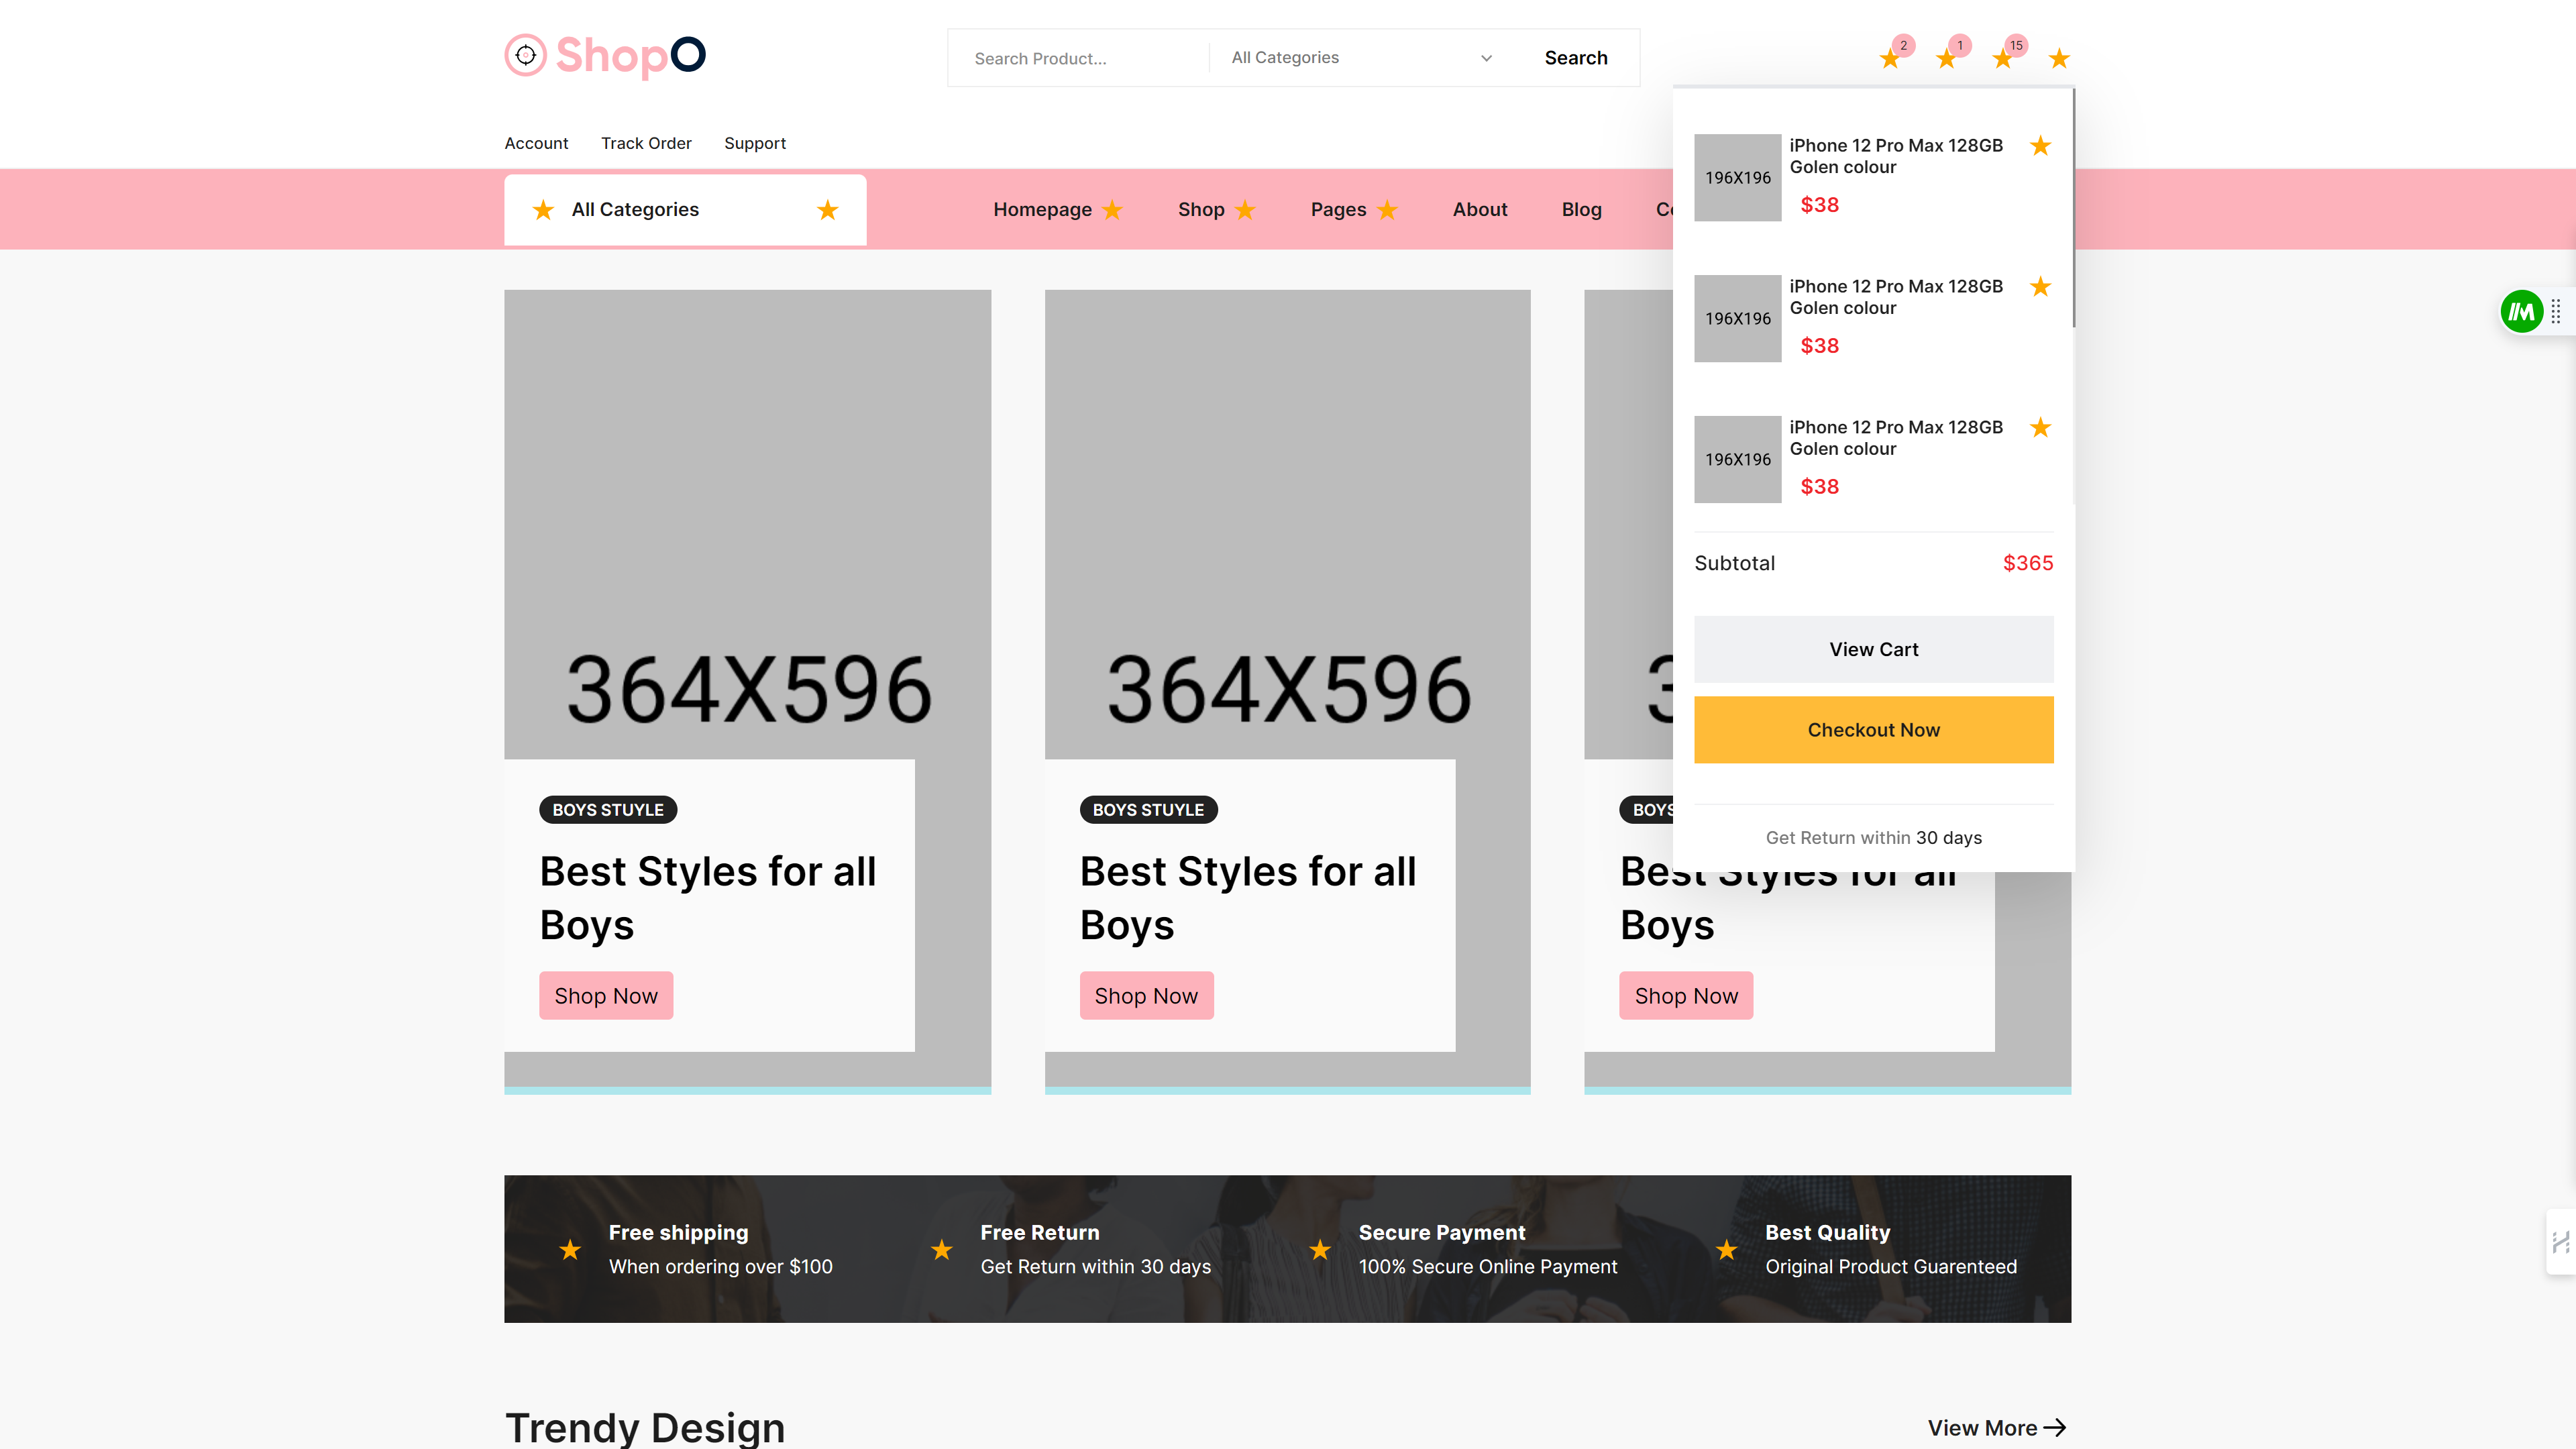 ShopO
Search Product...
All Categories
Search
2
1
15
Account
Track Order
Support
All Categories
Homepage
Shop
Pages
About
Blog
196X196
iPhone 12 Pro Max 128GB
Golen colour
$38
196X196
iPhone 12 Pro Max 128GB
Golen colour
$38
196X196
iPhone 12 Pro Max 128GB
Golen colour
$38
Subtotal
$365
View Cart
Checkout Now
Get Return within 30 days
364X596
BOYS STUYLE
Best Styles for all
Boys
Shop Now
364X596
BOYS STUYLE
Best Styles for all
Boys
Shop Now
Best Styles for all
Boys
Shop Now
Free shipping
When ordering over $100
Free Return
Get Return within 30 days
Secure Payment
100% Secure Online Payment
Best Quality
Original Product Guarenteed
Trendy Design
View More